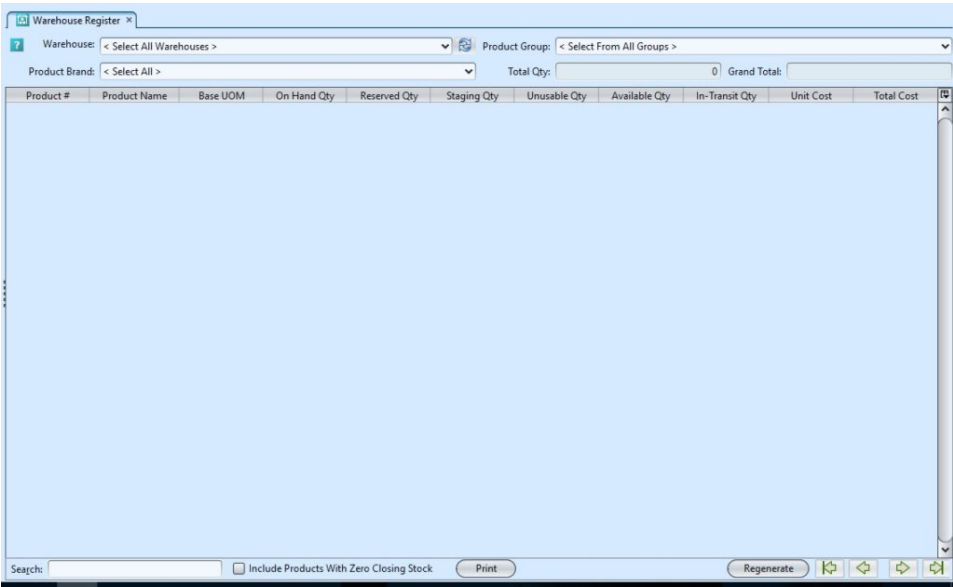 Warehouse Register ×
? Warehouse: < Select All Warehouses > Product Group: < Select From All Groups >
Product Brand: < Select All > Total Qty: 0 Grand Total:
Product # Product Name Base UOM On Hand Qty Reserved Qty Staging Qty Unusable Qty Available Qty In-Transit Qty Unit Cost Total Cost
Search: Include Products With Zero Closing Stock Print Regenerate